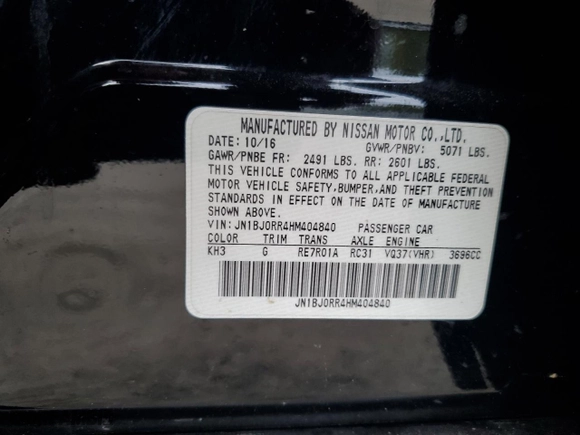 MANUFACTURED BY NISSAN MOTOR CO.,LTD.
DATE: 10/16 GVWR/PNBV: 5071 LBS.
GAWR/PNBE FR: 2491 LBS. RR: 2601 LBS.
THIS VEHICLE CONFORMS TO ALL APPLICABLE FEDERAL
MOTOR VEHICLE SAFETY,BUMPER,AND THEFT PREVENTION
STANDARDS IN EFFECT ON THE DATE OF MANUFACTURE
SHOWN ABOVE.
VIN: JN1BJ0RR4HM404840 PASSENGER CAR
COLOR TRIM TRANS AXLE ENGINE
KH3 G RE7R01A RC31 VQ37(VHR) 3696CC
JN1BJ0RR4HM404840